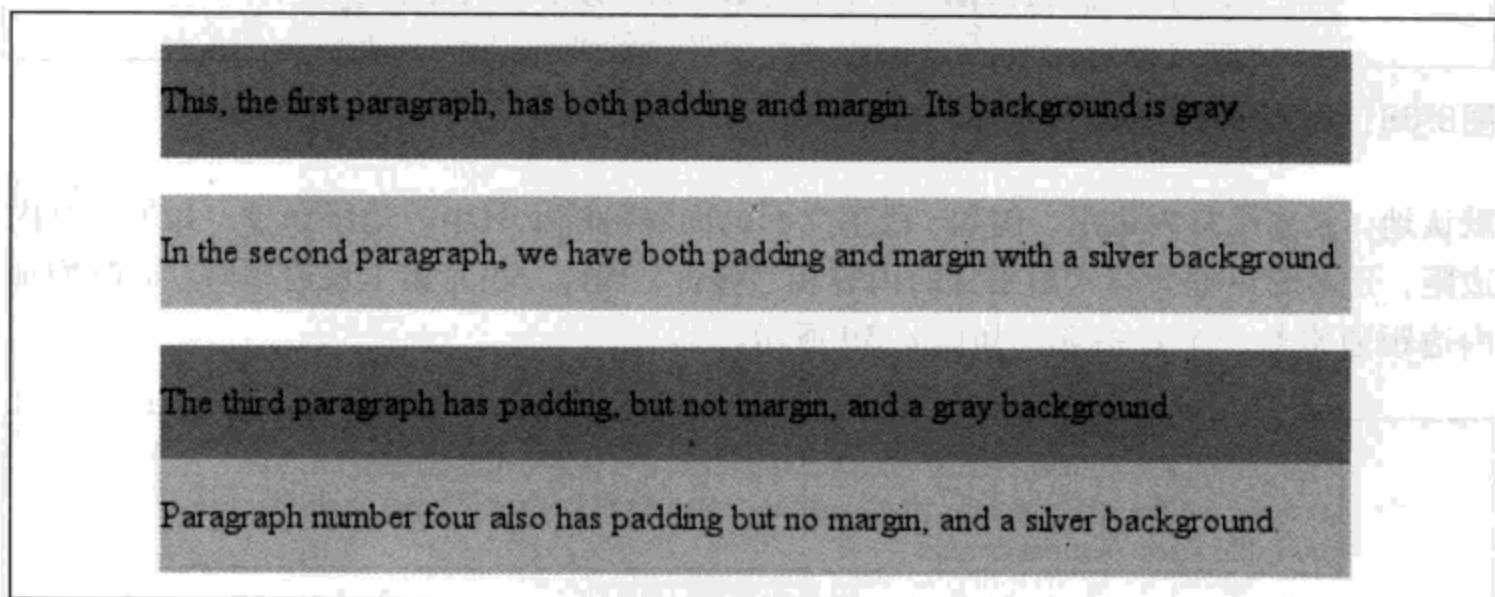 This, the first paragraph, has both padding and margin. Its background is gray.
In the second paragraph, we have both padding and margin with a silver background.
The third paragraph has padding, but not margin, and a gray background.
Paragraph number four also has padding but no margin, and a silver background.